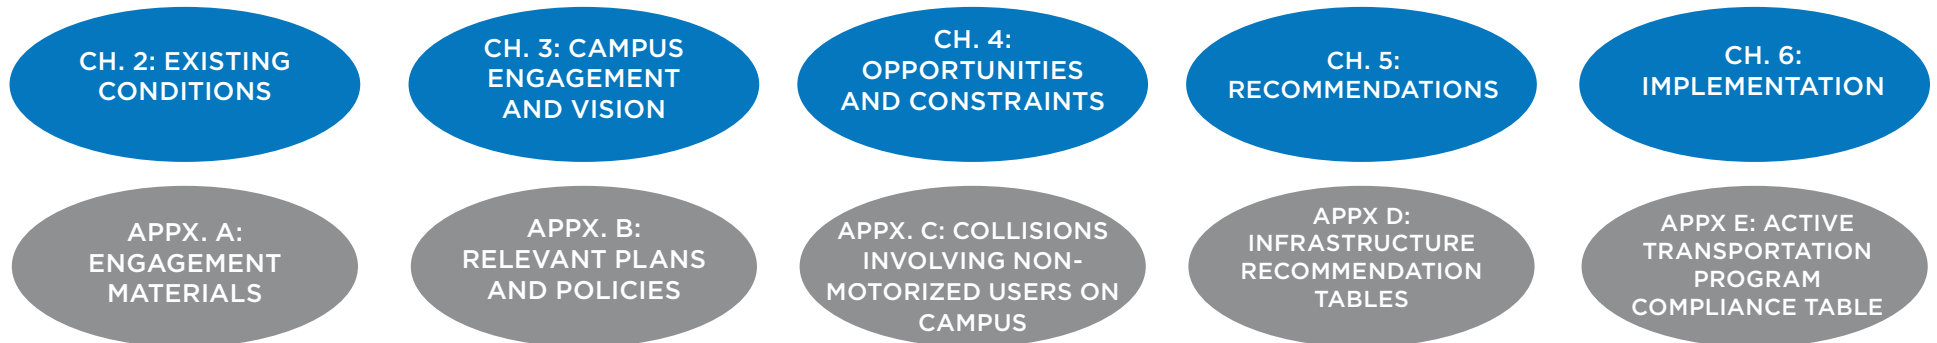 CH. 2: EXISTING
CONDITIONS
CH. 3: CAMPUS
ENGAGEMENT
AND VISION
CH. 4:
OPPORTUNITIES
AND CONSTRAINTS
CH. 5:
RECOMMENDATIONS
CH. 6:
IMPLEMENTATION
APPX. A:
ENGAGEMENT
MATERIALS
APPX. B:
RELEVANT PLANS
AND POLICIES
APPX. C: COLLISIONS
INVOLVING NON-
MOTORIZED USERS ON
CAMPUS
APPX D:
INFRASTRUCTURE
RECOMMENDATION
TABLES
APPX E: ACTIVE
TRANSPORTATION
PROGRAM
COMPLIANCE TABLE